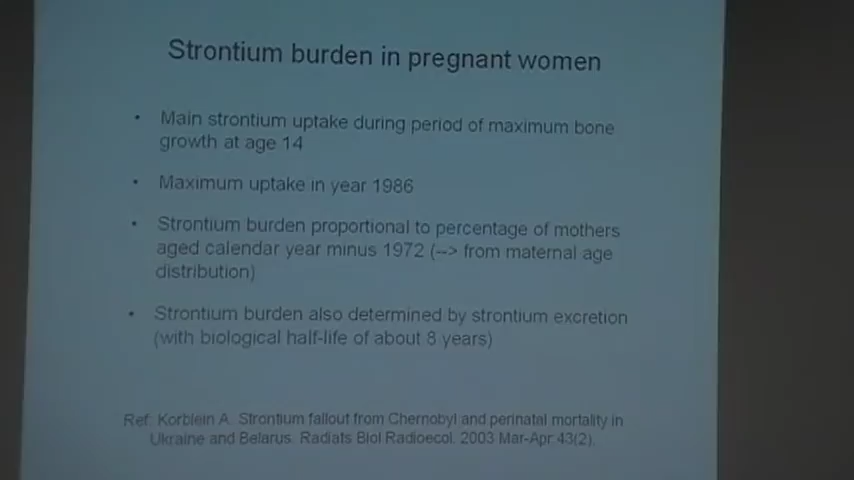 Strontium burden in pregnant women
• Main strontium uptake during period of maximum bone
growth at age 14
• Maximum uptake in year 1986
• Strontium burden proportional to percentage of mothers
aged calendar year minus 1972 (--> from maternal age
distribution)
• Strontium burden also determined by strontium excretion
(with biological half-life of about 8 years)
Ref: Korblein A. Strontium fallout from Chernobyl and perinatal mortality in
Ukraine and Belarus. Radiats Biol Radioecol. 2003 Mar-Apr 43(2).